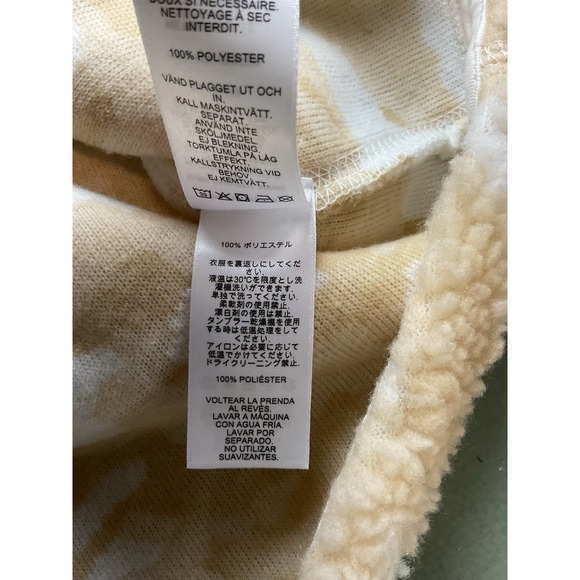 DOUX SI NÉCESSAIRE.
NETTOYAGE À SEC
INTERDIT.
100% POLYESTER
VÄND PLAGGET UT OCH
IN.
KALL MASKINTVÄTT.
SEPARAT.
ANVÄND INTE
SKÖLJMEDEL.
EJ BLEKNING.
TORKTUMLA PÅ LÅG
EFFEKT.
KALLSTRYKNING VID
BEHOV
EJ KEMTVÄTT.
100% ポリエステル
衣服を裏返しにしてくだ
さい.
液温は30℃を限度とし洗
濯機洗いができます.
単独で洗ってください.
柔軟剤の使用禁止.
漂白剤の使用は禁止.
タンブラー乾燥機を使用
する時は低温処理をして
ください.
アイロンは必要に応じて
低温でかけてください.
ドライクリーニング禁止.
100% POLIÉSTER
VOLTEAR LA PRENDA
AL REVÉS.
LAVAR A MÁQUINA
CON AGUA FRÍA.
LAVAR POR
SEPARADO.
NO UTILIZAR
SUAVIZANTES.